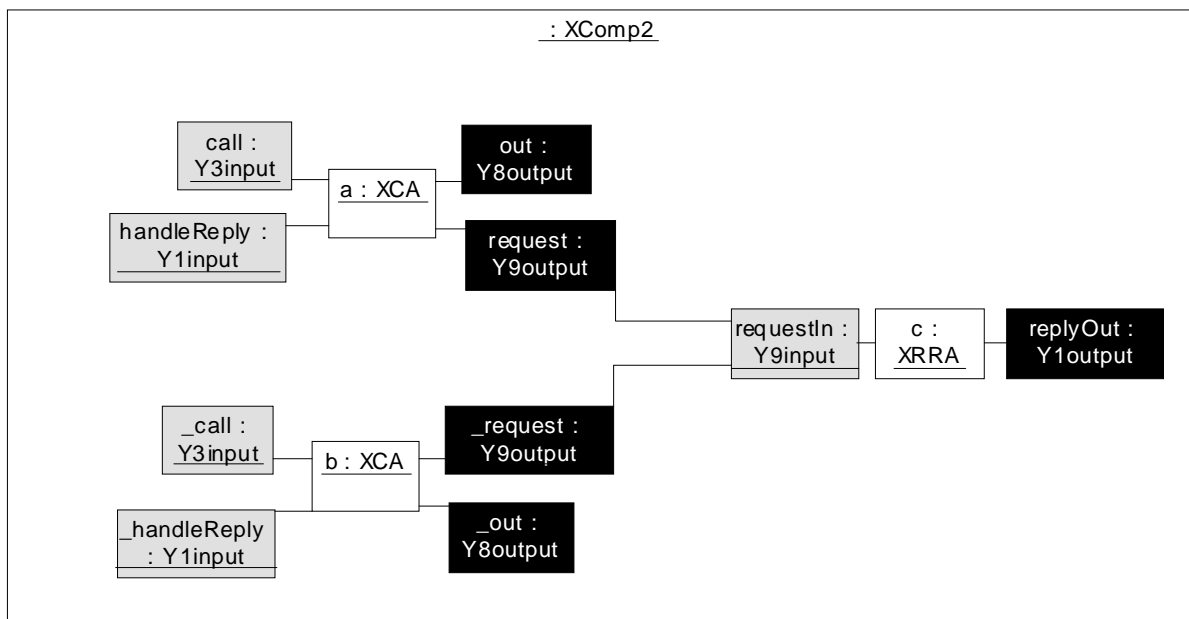 _ : XComp2
call :
Y3input
out :
Y8output
a : XCA
handleReply :
Y1input
request :
Y9output
requestIn :
Y9input
c :
XRRA
replyOut :
Y1output
_call :
Y3input
_request :
Y9output
b : XCA
_handleReply
: Y1input
_out :
Y8output